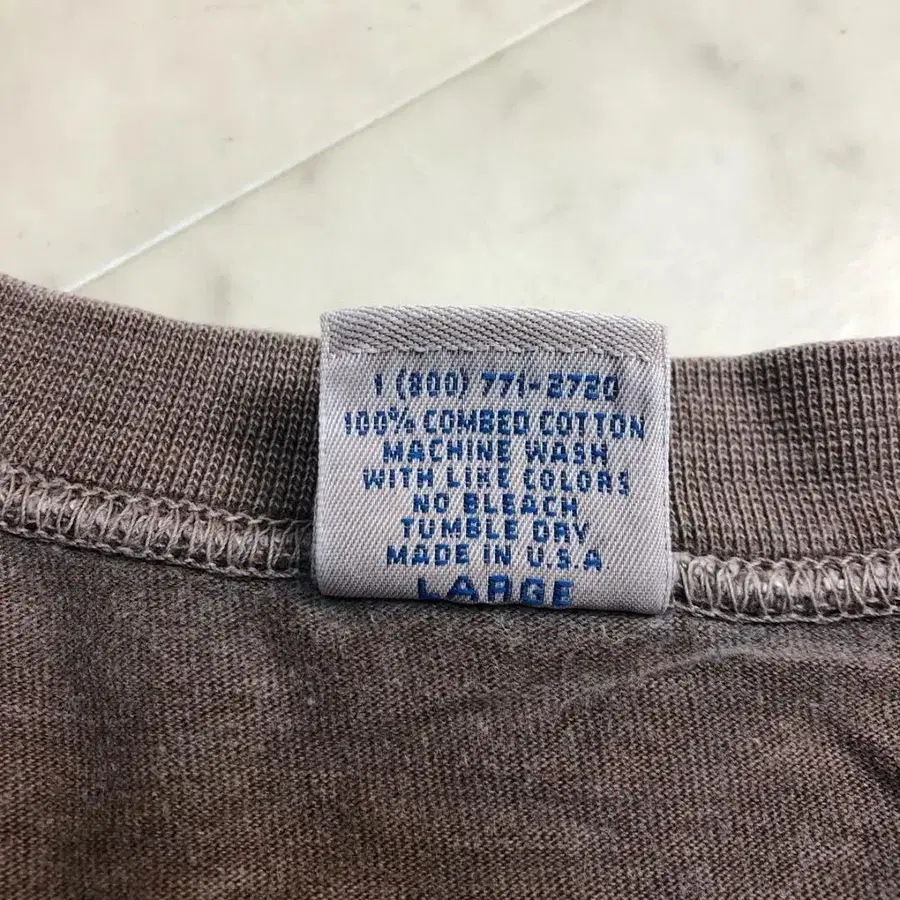 1 (800) 771-2720
100% COMBED COTTON
MACHINE WASH
WITH LIKE COLORS
NO BLEACH
TUMBLE DRY
MADE IN U.S.A
LARGE